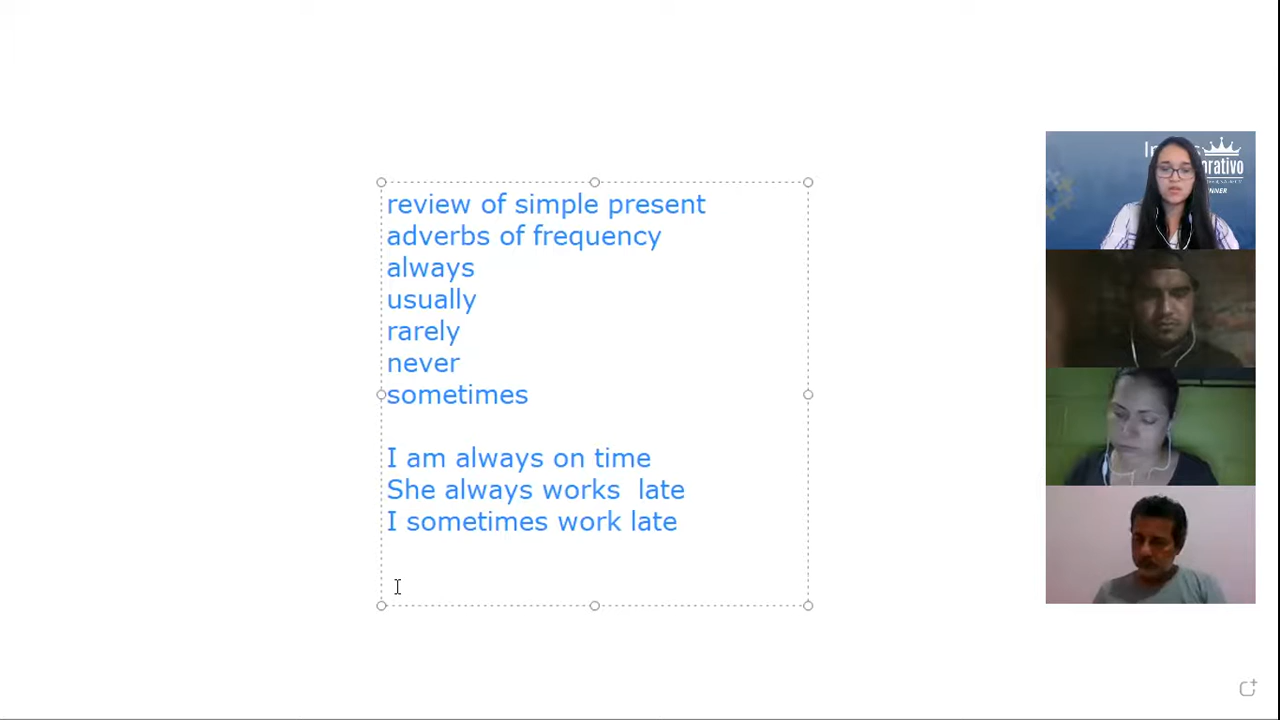 review of simple present
adverbs of frequency
always
usually
rarely
never
sometimes
I am always on time
She always works  late
I sometimes work late